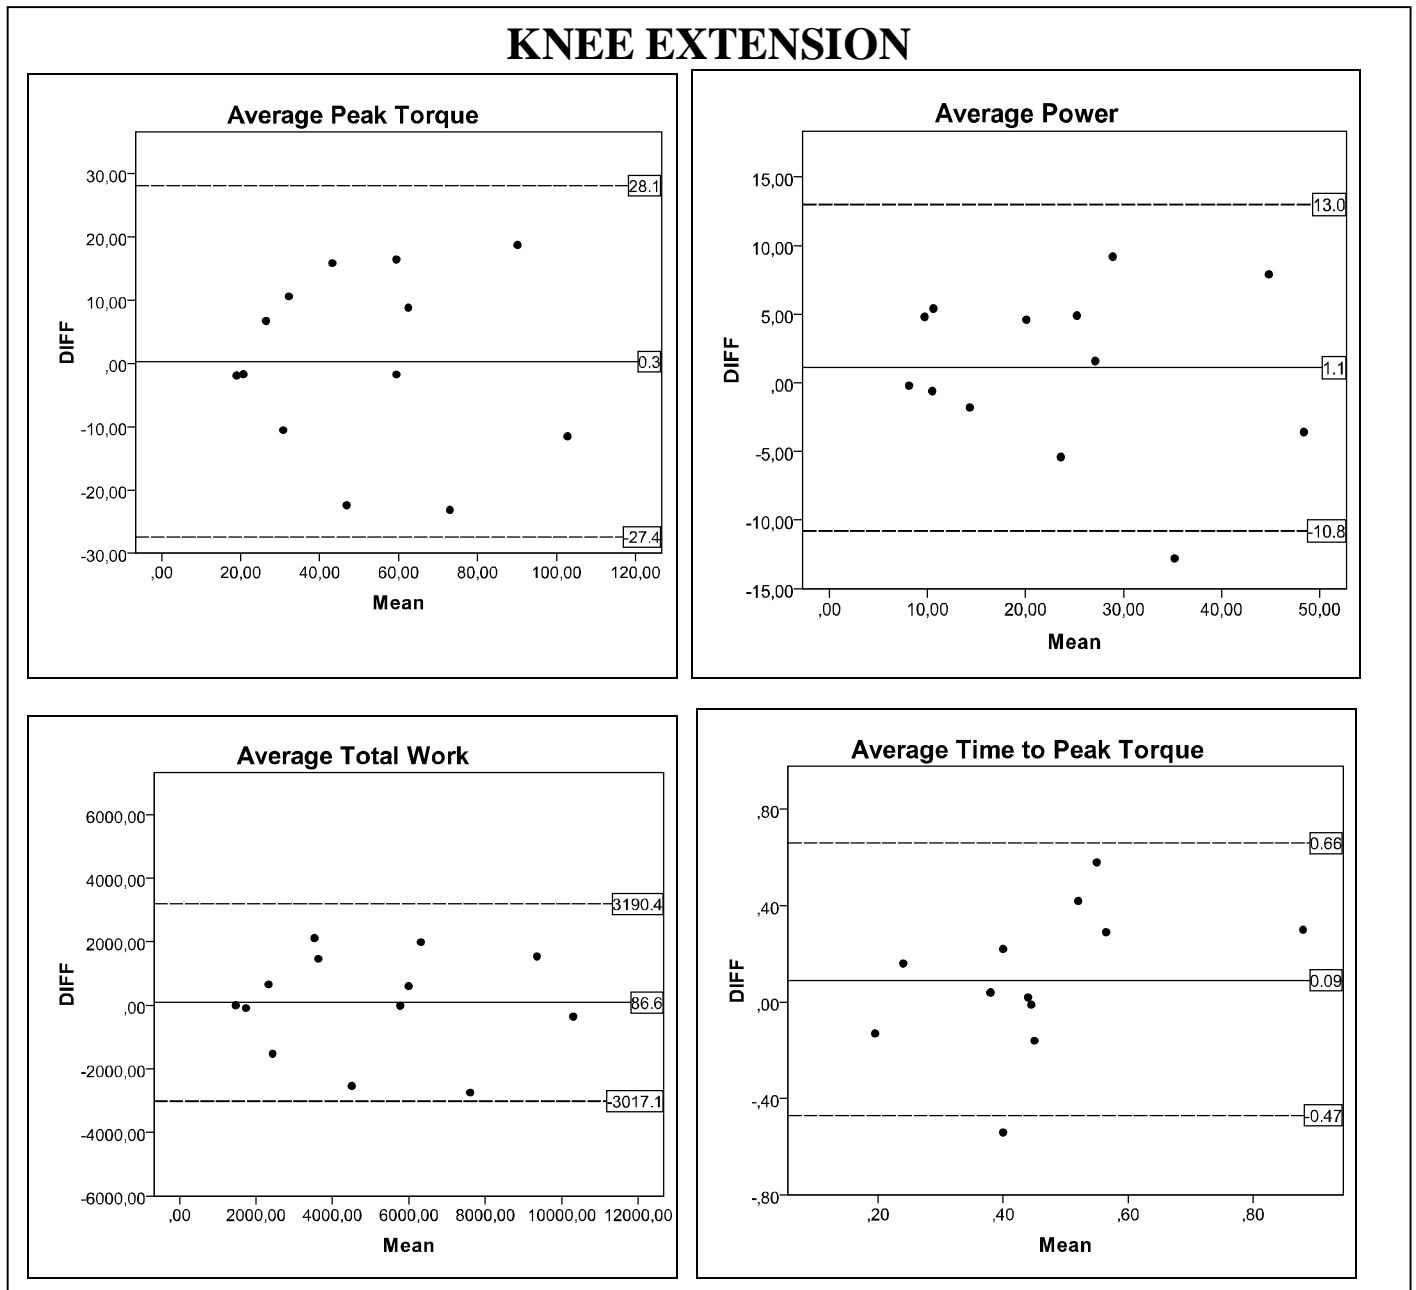 KNEE EXTENSION
Average Peak Torque
30,00
28.1
20,00
10,00
DIFF
,00
0.3
-10,00
-20,00
-27.4
-30,00
,00 20,00 40,00 60,00 80,00 100,00 120,00
Mean
Average Power
15,00
13.0
10,00
5,00
DIFF
1.1
,00
-5,00
-10,00
-10.8
-15,00
,00 10,00 20,00 30,00 40,00 50,00
Mean
Average Total Work
6000,00
4000,00
3190.4
2000,00
DIFF
,00
86.6
-2000,00
-3017.1
-4000,00
-6000,00
,00 2000,00 4000,00 6000,00 8000,00 10000,00 12000,00
Mean
Average Time to Peak Torque
,80
0.66
,40
DIFF
0.09
,00
-,40
-0.47
-,80
,20 ,40 ,60 ,80
Mean